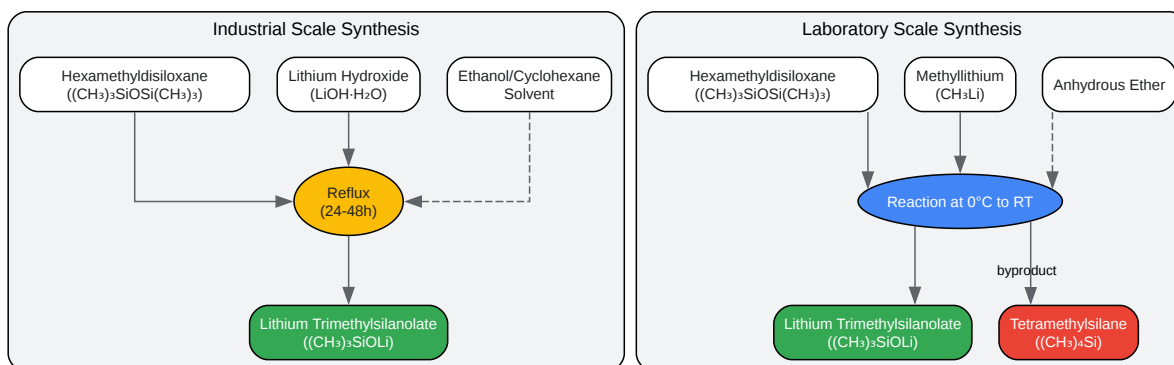 Industrial Scale Synthesis
Hexamethyldisiloxane
((CH₃)₃SiOSi(CH₃)₃)
Lithium Hydroxide
(LiOH·H₂O)
Ethanol/Cyclohexane
Solvent
Reflux
(24-48h)
Lithium Trimethylsilanolate
((CH₃)₃SiOLi)
Laboratory Scale Synthesis
Hexamethyldisiloxane
((CH₃)₃SiOSi(CH₃)₃)
Methyllithium
(CH₃Li)
Anhydrous Ether
Reaction at 0°C to RT
byproduct
Lithium Trimethylsilanolate
((CH₃)₃SiOLi)
Tetramethylsilane
((CH₃)₄Si)